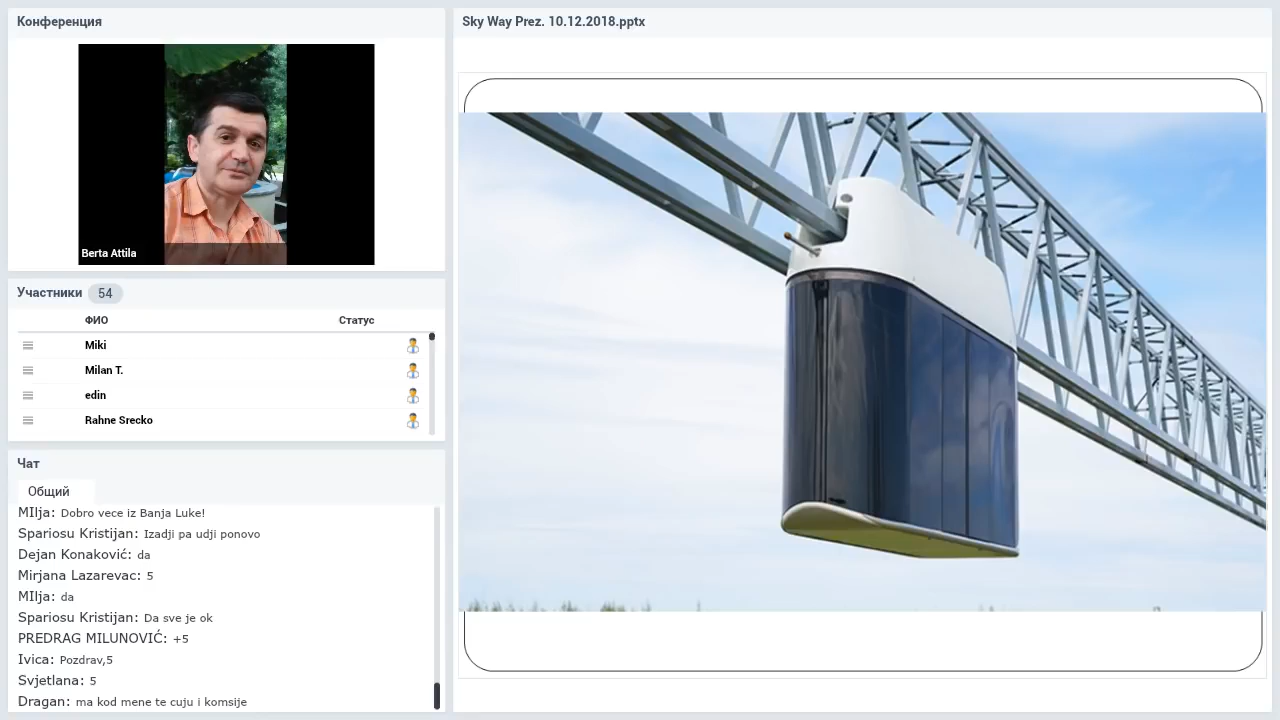 Конференция
Berta Attila
Участники 54
ФИО Статус
Miki
Milan T.
edin
Rahne Srecko
Чат
Общий
MIlja: Dobro vece iz Banja Luke!
Spariosu Kristijan: Izadji pa udji ponovo
Dejan Konaković: da
Mirjana Lazarevac: 5
MIlja: da
Spariosu Kristijan: Da sve je ok
PREDRAG MILUNOVIĆ: +5
Ivica: Pozdrav,5
Svjetlana: 5
Dragan: ma kod mene te cuju i komsije
Sky Way Prez. 10.12.2018.pptx